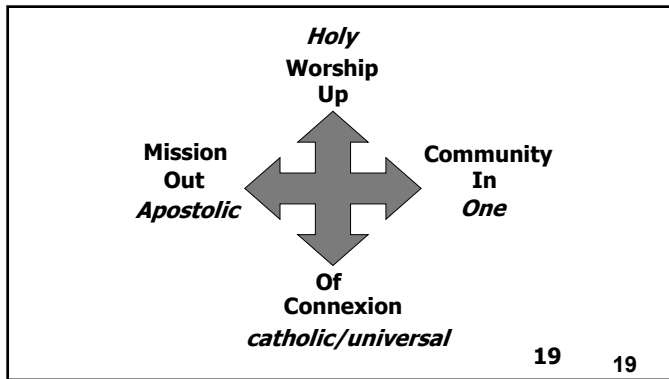 Holy
Worship
Up
Mission
Out
Apostolic
Community
In
One
Of
Connexion
catholic/universal
19
19